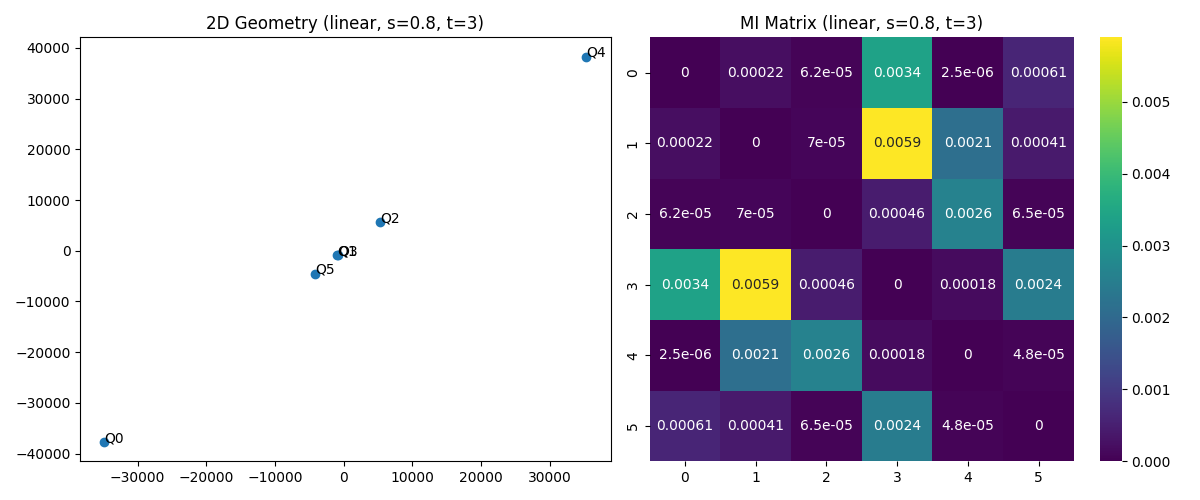 2D Geometry (linear, s=0.8, t=3)
40000
30000
20000
10000
0
−10000
−20000
−30000
−40000
−30000 −20000 −10000 0 10000 20000 30000
Q4
Q2
Q3
Q5
Q0
MI Matrix (linear, s=0.8, t=3)
0 0 0.00022 6.2e-05 0.0034 2.5e-06 0.00061
1 0.00022 0 7e-05 0.0059 0.0021 0.00041
2 6.2e-05 7e-05 0 0.00046 0.0026 6.5e-05
3 0.0034 0.0059 0.00046 0 0.00018 0.0024
4 2.5e-06 0.0021 0.0026 0.00018 0 4.8e-05
5 0.00061 0.00041 6.5e-05 0.0024 4.8e-05 0
0 1 2 3 4 5
0.005
0.004
0.003
0.002
0.001
0.000